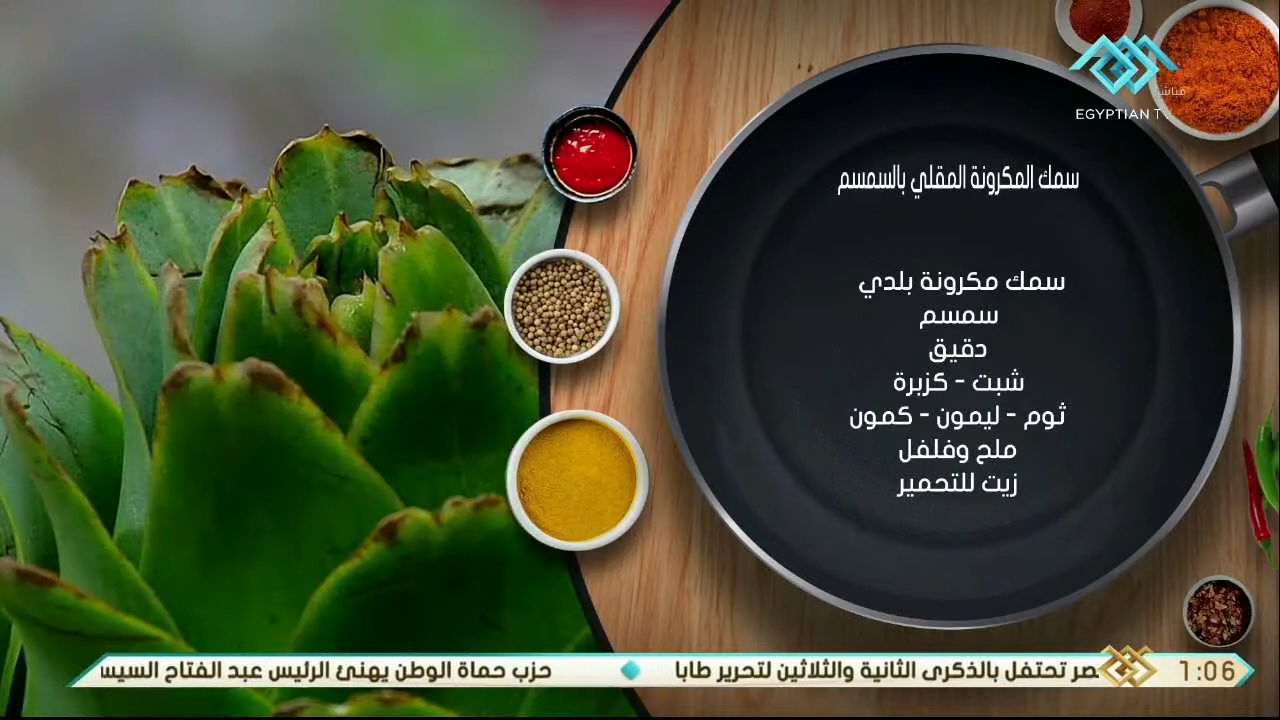 مباشر
EGYPTIAN TV
سمك المكرونة المقلي بالسمسم
سمك مكرونة بلدي
سمسم
دقيق
شبت - كزبرة
ثوم - ليمون - كمون
ملح وفلفل
زيت للتحمير
1:06
صر تحتفل بالذكرى الثانية والثلاثين لتحرير طابا
حزب حماة الوطن يهنئ الرئيس عبد الفتاح السيس